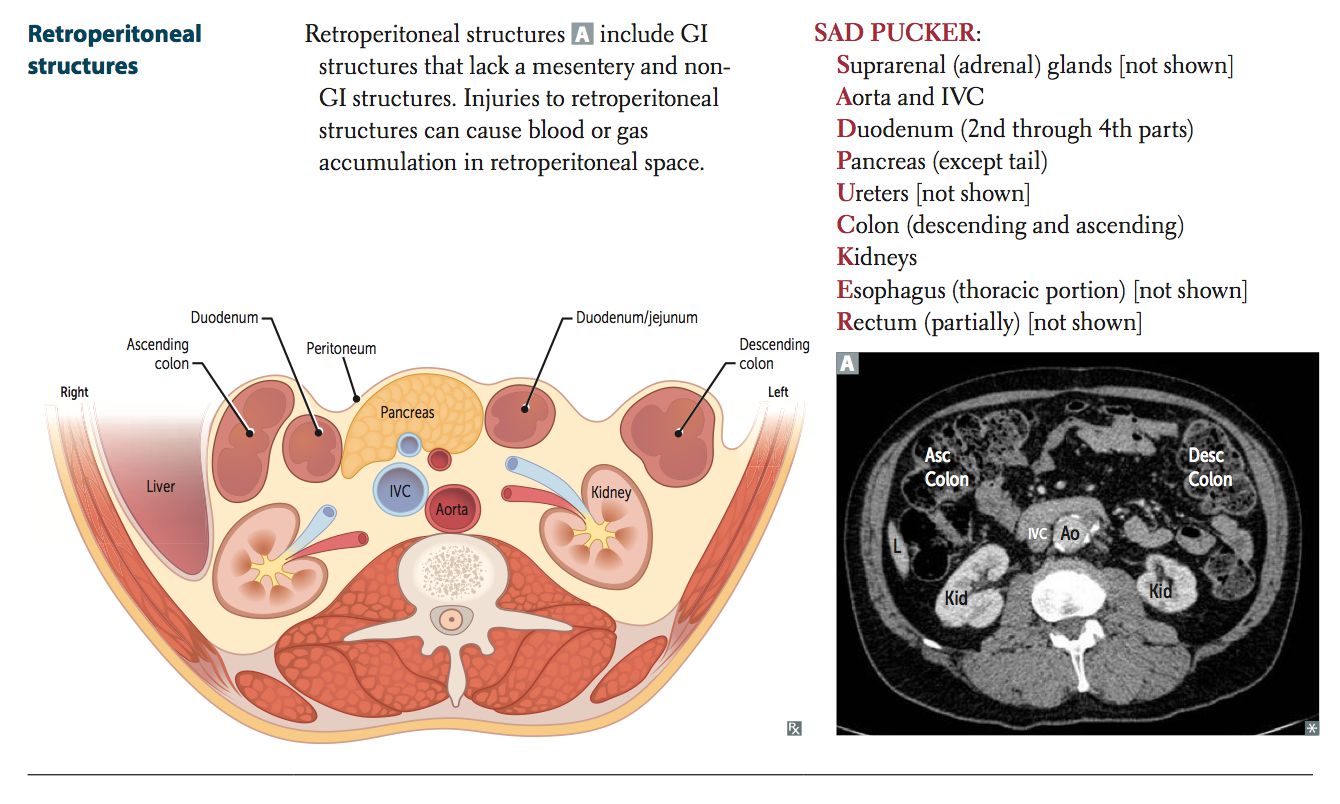 Retroperitoneal
structures
Retroperitoneal structures A include GI
structures that lack a mesentery and non-
GI structures. Injuries to retroperitoneal
structures can cause blood or gas
accumulation in retroperitoneal space.
SAD PUCKER:
Suprarenal (adrenal) glands [not shown]
Aorta and IVC
Duodenum (2nd through 4th parts)
Pancreas (except tail)
Ureters [not shown]
Colon (descending and ascending)
Kidneys
Esophagus (thoracic portion) [not shown]
Rectum (partially) [not shown]
Duodenum
Duodenum/jejunum
Ascending
colon
Peritoneum
Descending
colon
Right
Left
Pancreas
Liver
IVC
Aorta
Kidney
℞
A
Asc
Colon
Desc
Colon
IVC
Ao
L
Kid
Kid
*